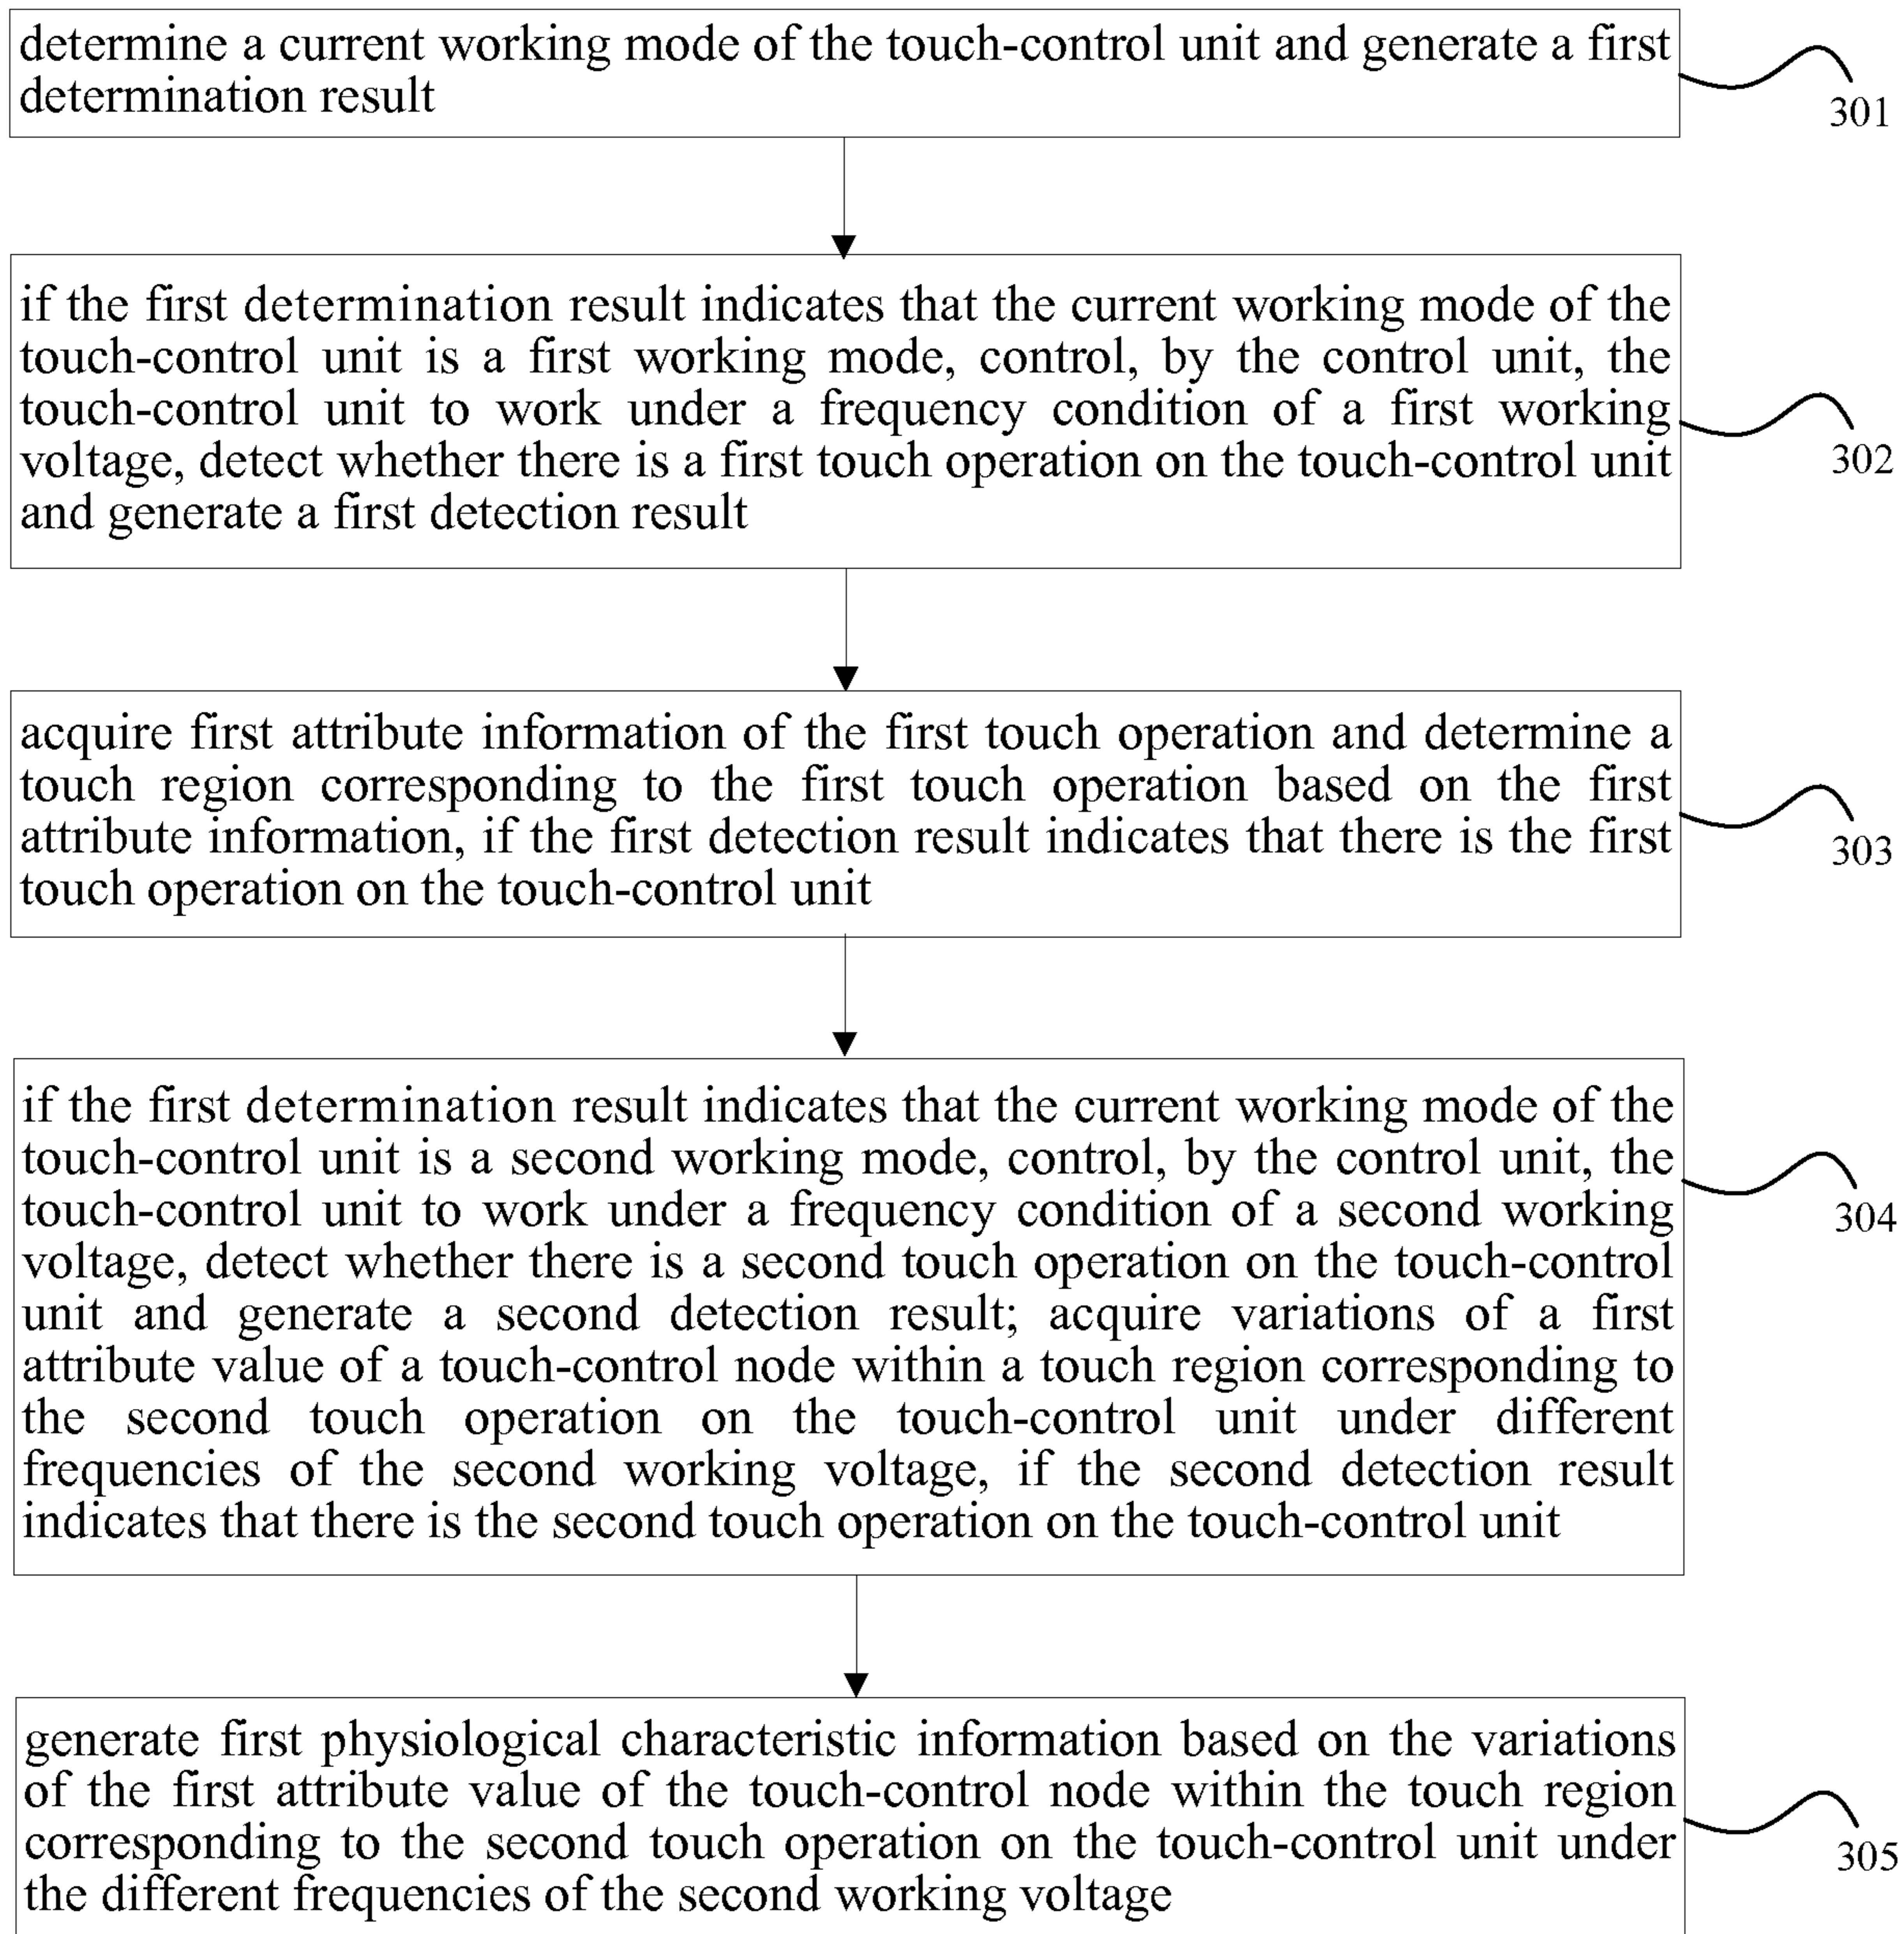 determine a current working mode of the touch-control unit and generate a first
determination result
301
if the first determination result indicates that the current working mode of the
touch-control unit is a first working mode, control, by the control unit, the
touch-control unit to work under a frequency condition of a first working
voltage, detect whether there is a first touch operation on the touch-control unit
and generate a first detection result
302
acquire first attribute information of the first touch operation and determine a
touch region corresponding to the first touch operation based on the first
attribute information, if the first detection result indicates that there is the first
touch operation on the touch-control unit
303
if the first determination result indicates that the current working mode of the
touch-control unit is a second working mode, control, by the control unit, the
touch-control unit to work under a frequency condition of a second working
voltage, detect whether there is a second touch operation on the touch-control
unit and generate a second detection result; acquire variations of a first
attribute value of a touch-control node within a touch region corresponding to
the second touch operation on the touch-control unit under different
frequencies of the second working voltage, if the second detection result
indicates that there is the second touch operation on the touch-control unit
304
generate first physiological characteristic information based on the variations
of the first attribute value of the touch-control node within the touch region
corresponding to the second touch operation on the touch-control unit under
the different frequencies of the second working voltage
305